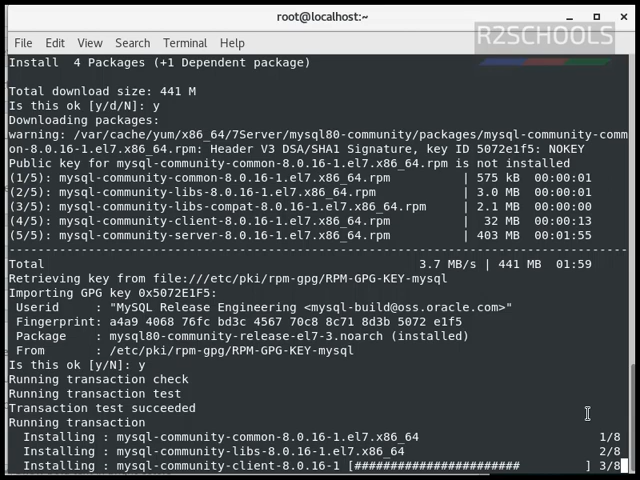 root@localhost:~
File Edit View Search Terminal Help
R2SCHOOLS
Install  4 Packages (+1 Dependent package)
Total download size: 441 M
Is this ok [y/d/N]: y
Downloading packages:
warning: /var/cache/yum/x86_64/7Server/mysql80-community/packages/mysql-community-comm
on-8.0.16-1.el7.x86_64.rpm: Header V3 DSA/SHA1 Signature, key ID 5072e1f5: NOKEY
Public key for mysql-community-common-8.0.16-1.el7.x86_64.rpm is not installed
(1/5): mysql-community-common-8.0.16-1.el7.x86_64.rpm | 575 kB 00:00:01
(2/5): mysql-community-libs-8.0.16-1.el7.x86_64.rpm | 3.0 MB 00:00:01
(3/5): mysql-community-libs-compat-8.0.16-1.el7.x86_64.rpm | 2.1 MB 00:00:00
(4/5): mysql-community-client-8.0.16-1.el7.x86_64.rpm | 32 MB 00:00:13
(5/5): mysql-community-server-8.0.16-1.el7.x86_64.rpm | 403 MB 00:01:55
--------------------------------------------------------------------------------------
Total 3.7 MB/s | 441 MB 01:59
Retrieving key from file:///etc/pki/rpm-gpg/RPM-GPG-KEY-mysql
Importing GPG key 0x5072E1F5:
Userid : "MySQL Release Engineering <mysql-build@oss.oracle.com>"
Fingerprint: a4a9 4068 76fc bd3c 4567 70c8 8c71 8d3b 5072 e1f5
Package : mysql80-community-release-el7-3.noarch (installed)
From : /etc/pki/rpm-gpg/RPM-GPG-KEY-mysql
Is this ok [y/N]: y
Running transaction check
Running transaction test
Transaction test succeeded
Running transaction
Installing : mysql-community-common-8.0.16-1.el7.x86_64 1/8
Installing : mysql-community-libs-8.0.16-1.el7.x86_64 2/8
Installing : mysql-community-client-8.0.16-1 [####################### ] 3/8